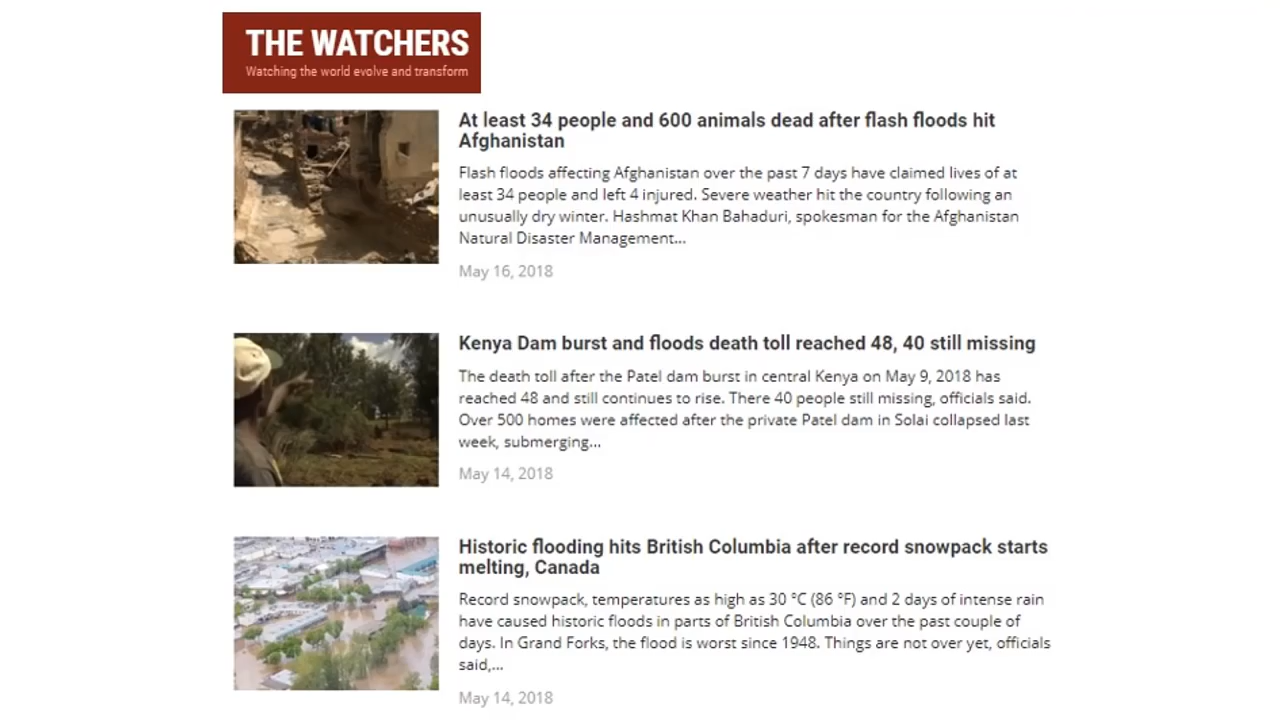 THE WATCHERS
Watching the world evolve and transform
At least 34 people and 600 animals dead after flash floods hit
Afghanistan
Flash floods affecting Afghanistan over the past 7 days have claimed lives of at
least 34 people and left 4 injured. Severe weather hit the country following an
unusually dry winter. Hashmat Khan Bahaduri, spokesman for the Afghanistan
Natural Disaster Management...
May 16, 2018
Kenya Dam burst and floods death toll reached 48, 40 still missing
The death toll after the Patel dam burst in central Kenya on May 9, 2018 has
reached 48 and still continues to rise. There 40 people still missing, officials said.
Over 500 homes were affected after the private Patel dam in Solai collapsed last
week, submerging...
May 14, 2018
Historic flooding hits British Columbia after record snowpack starts
melting, Canada
Record snowpack, temperatures as high as 30 °C (86 °F) and 2 days of intense rain
have caused historic floods in parts of British Columbia over the past couple of
days. In Grand Forks, the flood is worst since 1948. Things are not over yet, officials
said,...
May 14, 2018